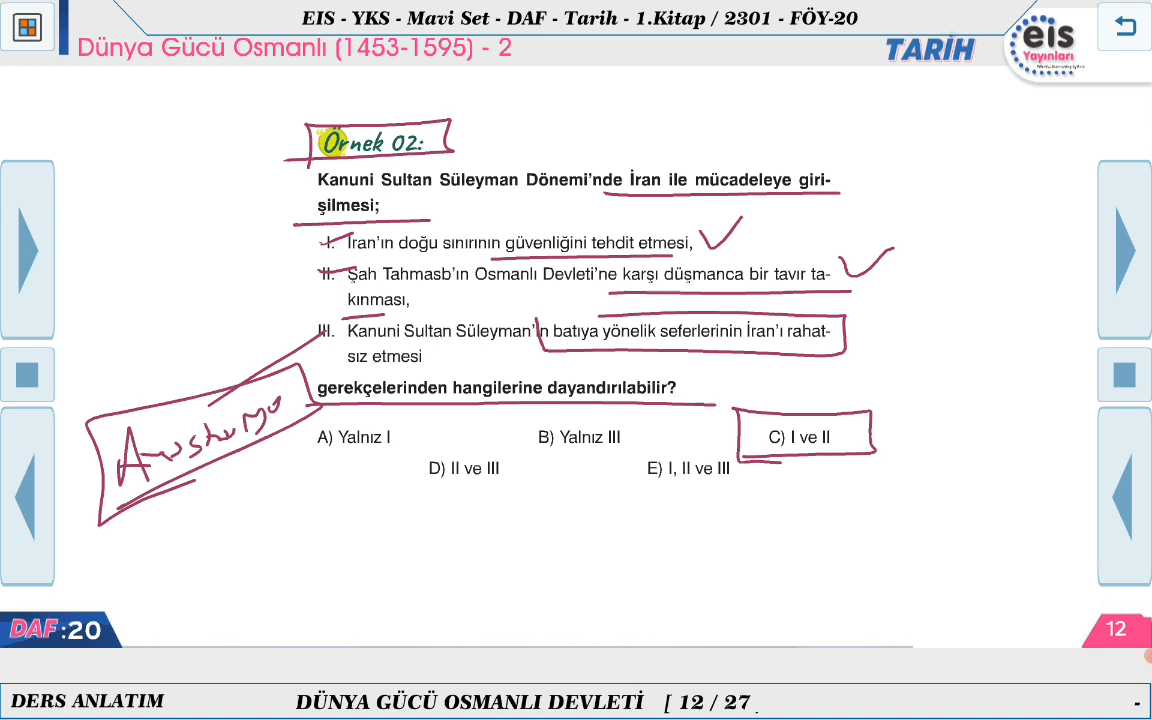 EIS - YKS - Mavi Set - DAF - Tarih - 1.Kitap / 2301 - FÖY-20
Dünya Gücü Osmanlı (1453-1595) - 2
TARİH
eis
Yayınları
Örnek 02:
Kanuni Sultan Süleyman Dönemi'nde İran ile mücadeleye giri-
şilmesi;
I. İran'ın doğu sınırının güvenliğini tehdit etmesi,
II. Şah Tahmasb'ın Osmanlı Devleti'ne karşı düşmanca bir tavır ta-
kınması,
III. Kanuni Sultan Süleyman'ın batıya yönelik seferlerinin İran'ı rahat-
sız etmesi
gerekçelerinden hangilerine dayandırılabilir?
A) Yalnız I B) Yalnız III C) I ve II
D) II ve III E) I, II ve III
DAF :20
12
DERS ANLATIM DÜNYA GÜCÜ OSMANLI DEVLETİ [ 12 / 27 -